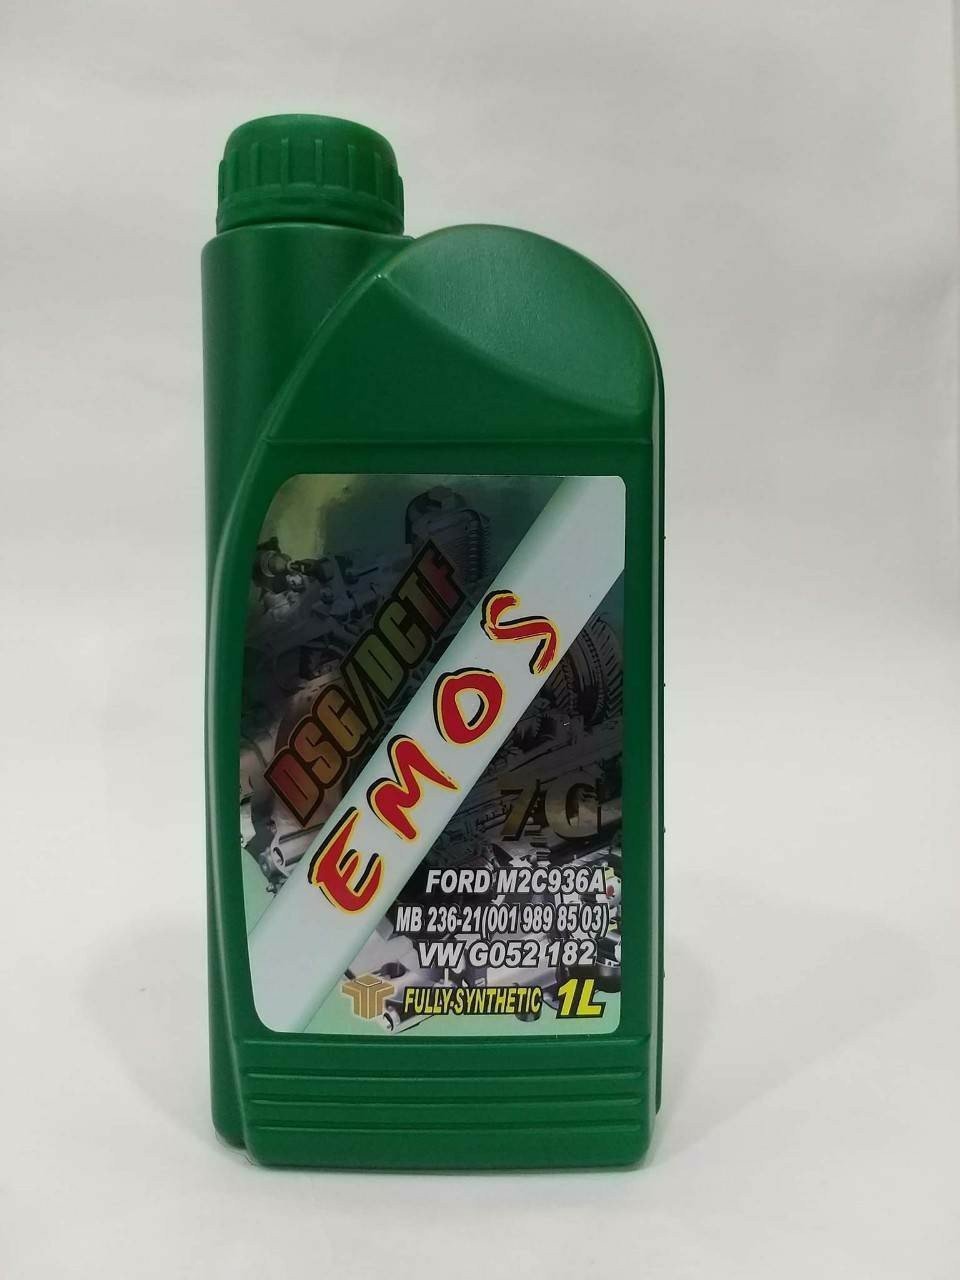 DSG/DCTF
EMOS
7G
FORD M2C936A
MB 236-21(001 989 85 03)
VW G052 182
FULLY-SYNTHETIC 1L